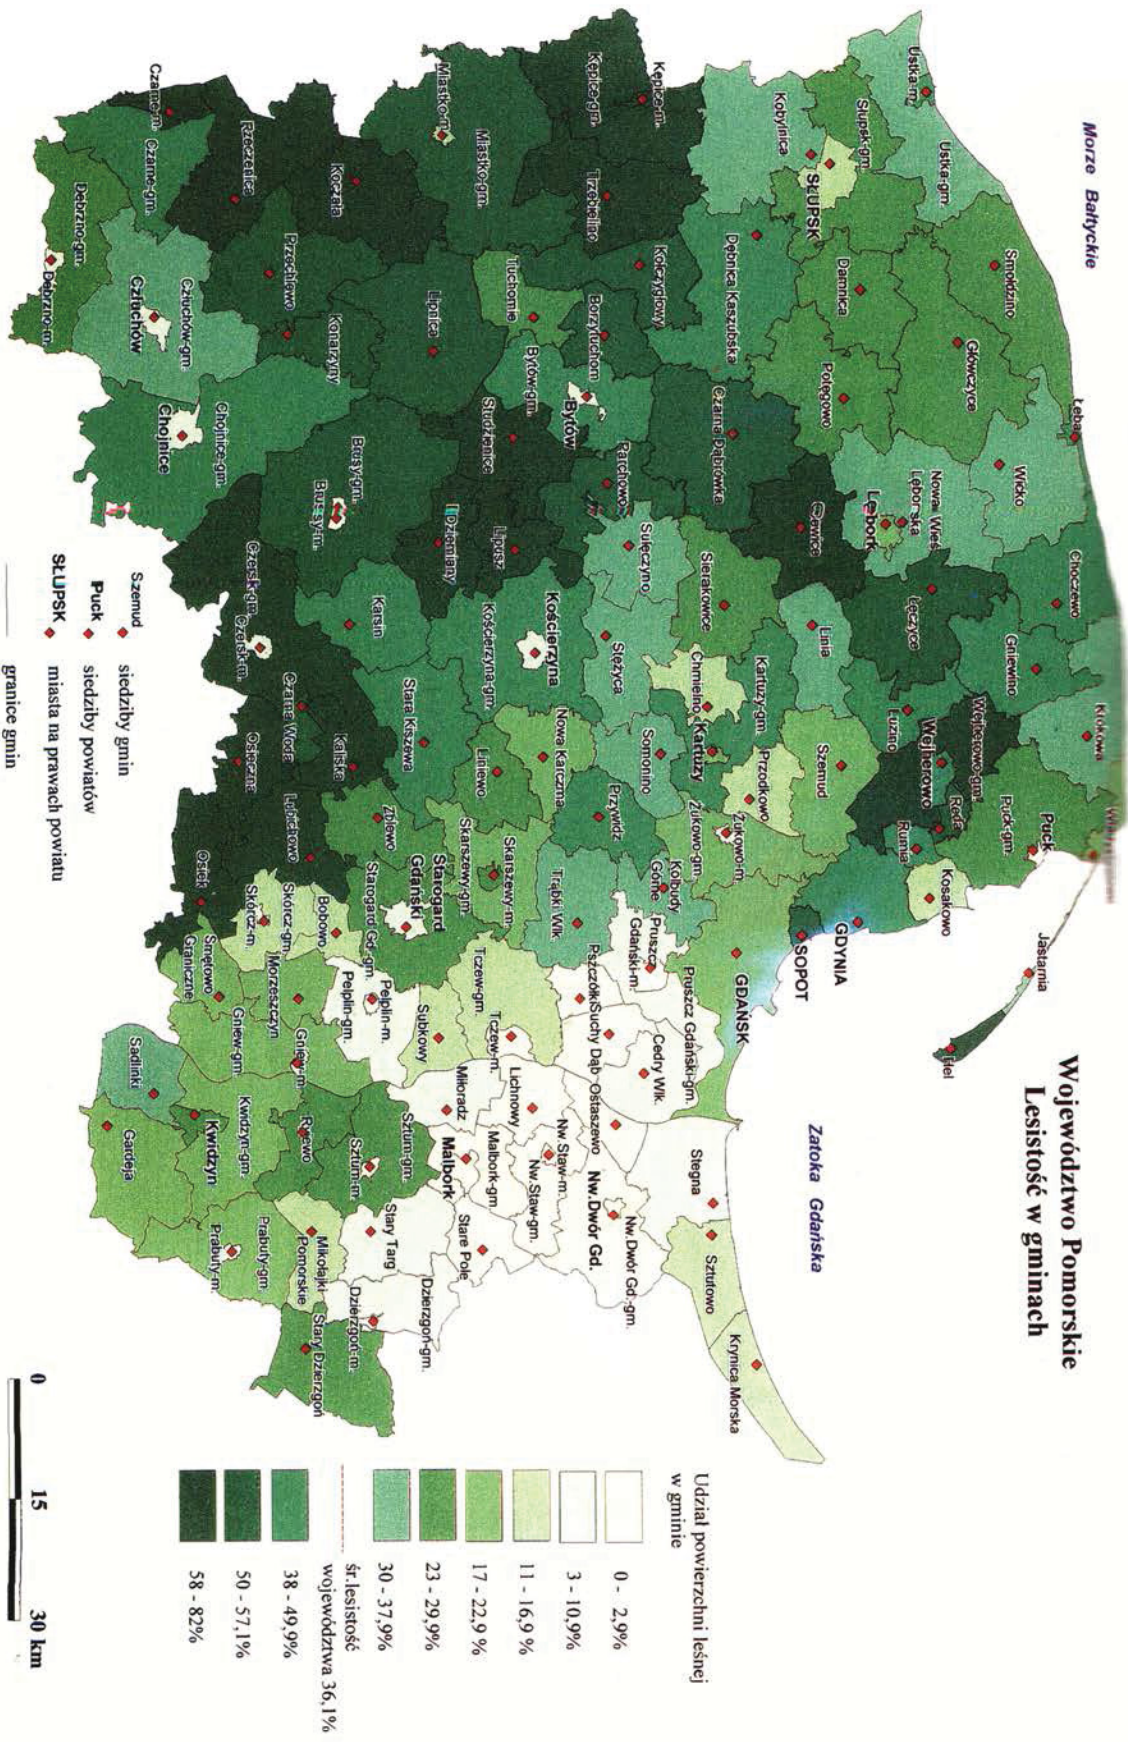 Województwo Pomorskie
Lesistość w gminach
Morze Bałtyckie
Zatoka Gdańska
Ustka-m.
Ustka-gm.
Słupsk-gm.
SŁUPSK
Kobylnica
Smołdzino
Główczyce
Damnica
Potęgowo
Dębnica Kaszubska
Kępice-m.
Kępice-gm.
Trzebielino
Kołczygłowy
Borzytuchom
Czarna Dąbrówka
Łeba
Wicko
Nowa Wieś
Lęborska
Lębork
Cewice
Choczewo
Gniewino
Łęczyce
Krokowa
Luzino
Linia
Wejherowo-gm.
Wejherowo
Reda
Rumia
Puck-gm.
Puck
Kosakowo
Jastarnia
Hel
GDYNIA
SOPOT
GDAŃSK
Szemud
Przodkowo
Kartuzy-gm.
Kartuzy
Chmielno
Sierakowice
Sulęczyno
Stężyca
Somonino
Żukowo-m.
Żukowo-gm.
Kolbudy
Górne
Przywidz
Trąbki Wlk.
Pruszcz
Gdański-m.
Pruszcz Gdański-gm.
Pszczółki
Suchy Dąb
Cedry Wlk.
Ostaszewo
Stegna
Sztutowo
Krynica Morska
Nw.Dwór Gd.
Nw. Dwór Gd.-gm.
Nw. Staw-m.
Nw. Staw-gm.
Lichnowy
Miłoradz
Malbork
Malbork-gm.
Stare Pole
Stary Targ
Dzierzgoń-gm.
Dzierzgoń-m.
Stary Dzierzgoń
Mikołajki
Pomorskie
Sztum-gm.
Sztum-m.
Ryjewo
Kwidzyn-gm.
Kwidzyn
Prabuty-gm.
Prabuty-m.
Gardeja
Sadlinki
Gniew-m.
Gniew-gm.
Morzeszczyn
Smętowo
Graniczne
Pelplin-m.
Pelplin-gm.
Subkowy
Tczew-gm.
Tczew-m.
Skarszewy-m.
Skarszewy-gm.
Starogard
Gdański
Starogard Gd.-gm.
Bobowo
Skórcz-gm.
Skórcz-m.
Zblewo
Lubichowo
Osiek
Osieczna
Kaliska
Czarna Woda
Nowa Karczma
Liniewo
Stara Kiszewa
Kościerzyna
Kościerzyna-gm.
Karsin
Lipusz
Dziemiany
Parchowo
Studzienice
Bytów
Bytów-gm.
Tuchomie
Miastko-m.
Miastko-gm.
Lipnica
Koczała
Rzeczenica
Przechlewo
Konarzyny
Czarne-m.
Czarne-gm.
Debrzno-gm.
Debrzno-m.
Człuchów-gm.
Człuchów
Chojnice-gm.
Chojnice
Brusy-gm.
Brusy-m.
Czersk-gm.
Czersk-m.
Szemud siedziby gmin
Puck siedziby powiatów
SŁUPSK miasta na prawach powiatu
granice gmin
Udział powierzchni leśnej
w gminie
0 - 2,9%
3 - 10,9%
11 - 16,9 %
17 - 22,9 %
23 - 29,9%
30 - 37,9%
śr.lesistość
województwa 36,1%
38 - 49,9%
50 - 57,1%
58 - 82%
0 15 30 km